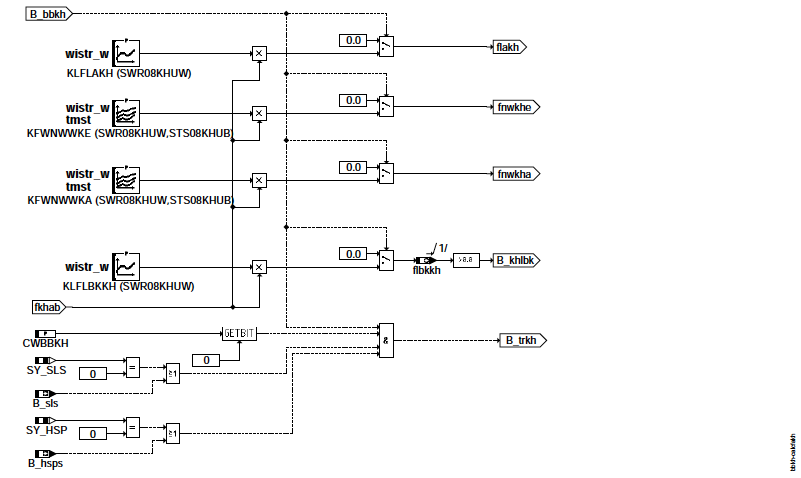 B_bbkh
0.0
wistr_w
P
flakh
KLFLAKH (SWR08KHUW)
0.0
wistr_w
tmst
P
fnwkhe
KFWNWWKE (SWR08KHUW,STS08KHUB)
0.0
wistr_w
tmst
P
fnwkha
KFWNWWKA (SWR08KHUW,STS08KHUB)
0.0
wistr_w
P
/ 1/
flbkkh
>0.0
B_khlbk
KLFLBKKH (SWR08KHUW)
fkhab
P
CWBBKH
GETBIT
&
B_trkh
0
SY_SLS
0
=
≥1
B_sls
SY_HSP
0
=
≥1
B_hsps